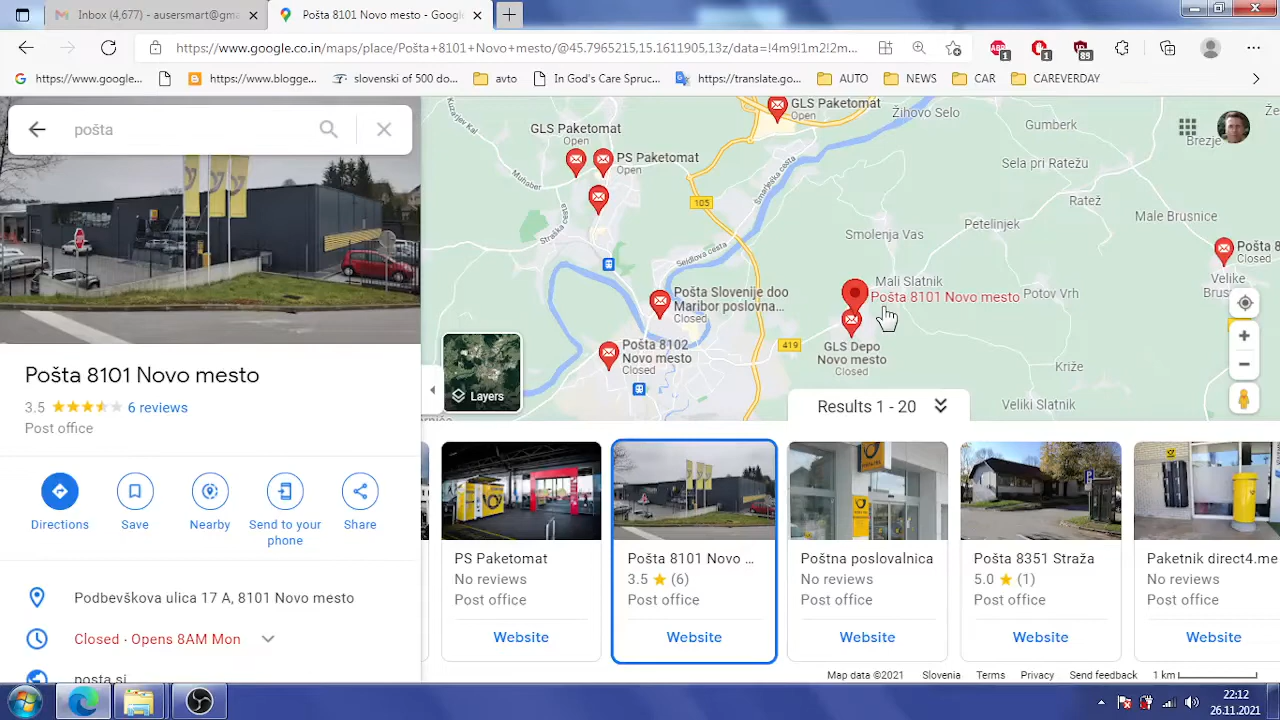 Inbox (4,677) - ausersmart@gma
Pošta 8101 Novo mesto - Google
https://www.google.co.in/maps/place/Pošta+8101+Novo+mesto/@45.7965215,15.1611905,13z/data=!4m9!1m2!2m...
1
1
89
https://www.google...
https://www.blogge...
slovenski of 500 do...
avto
In God's Care Spruc...
https://translate.go...
AUTO
NEWS
CAR
CAREVERDAY
pošta
Pošta 8101 Novo mesto
3.5
6 reviews
Post office
Directions
Save
Nearby
Send to your
phone
Share
Podbevškova ulica 17 A, 8101 Novo mesto
Closed · Opens 8AM Mon
posta.si
GLS Paketomat
Open
Žihovo Selo
Gumberk
Brezje
GLS Paketomat
Open
PS Paketomat
Open
Muhaber
105
Šmarješka cesta
Sela pri Ratežu
Ratež
Male Brusnice
Petelinjek
Smolenja Vas
Seidlova cesta
Pošta 8
Closed
Velike
Brus
Mali Slatnik
Pošta 8101 Novo mesto
Potov Vrh
Pošta Slovenije doo
Maribor poslovna...
Closed
Pošta 8102
Novo mesto
Closed
419
GLS Depo
Novo mesto
Closed
Križe
Veliki Slatnik
Layers
Results 1 - 20
PS Paketomat
No reviews
Post office
Website
Pošta 8101 Novo ...
3.5 (6)
Post office
Website
Poštna poslovalnica
No reviews
Post office
Website
Pošta 8351 Straža
5.0 (1)
Post office
Website
Paketnik direct4.me
No reviews
Post office
Website
Map data ©2021
Slovenia
Terms
Privacy
Send feedback
1 km
22:12
26.11.2021